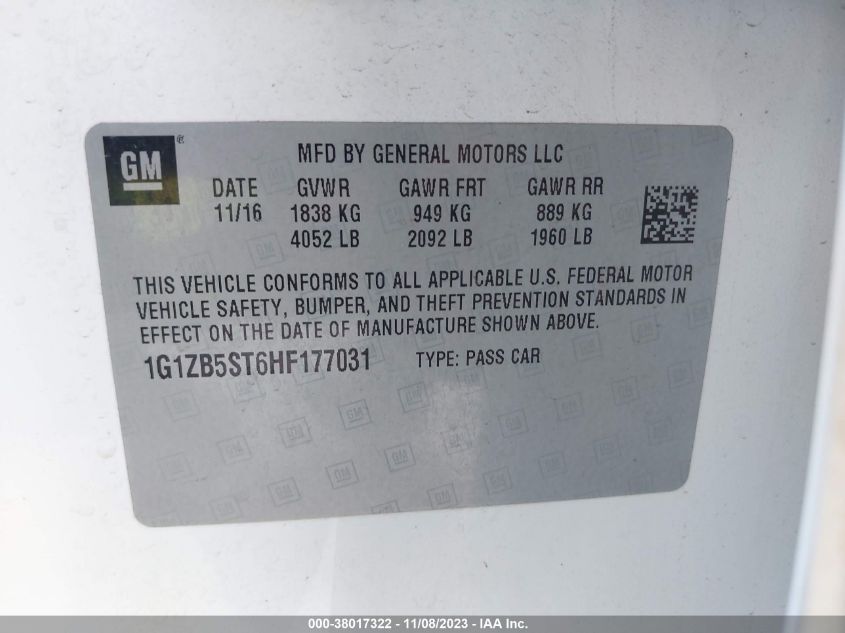 GM®
MFD BY GENERAL MOTORS LLC
DATE GVWR GAWR FRT GAWR RR
11/16 1838 KG 949 KG 889 KG
4052 LB 2092 LB 1960 LB
THIS VEHICLE CONFORMS TO ALL APPLICABLE U.S. FEDERAL MOTOR
VEHICLE SAFETY, BUMPER, AND THEFT PREVENTION STANDARDS IN
EFFECT ON THE DATE OF MANUFACTURE SHOWN ABOVE.
1G1ZB5ST6HF177031 TYPE: PASS CAR
000-38017322 - 11/08/2023 - IAA Inc.